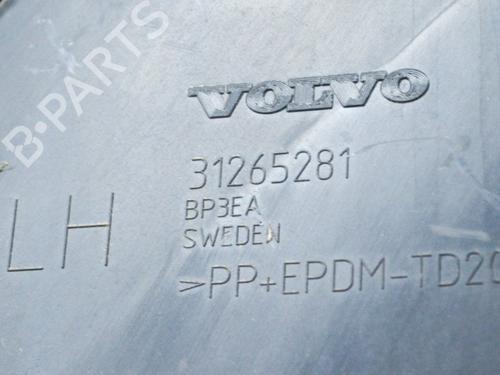 B-PARTS
VOLVO
31265281
BP3EA
SWEDEN
LH
>PP+EPDM-TD20